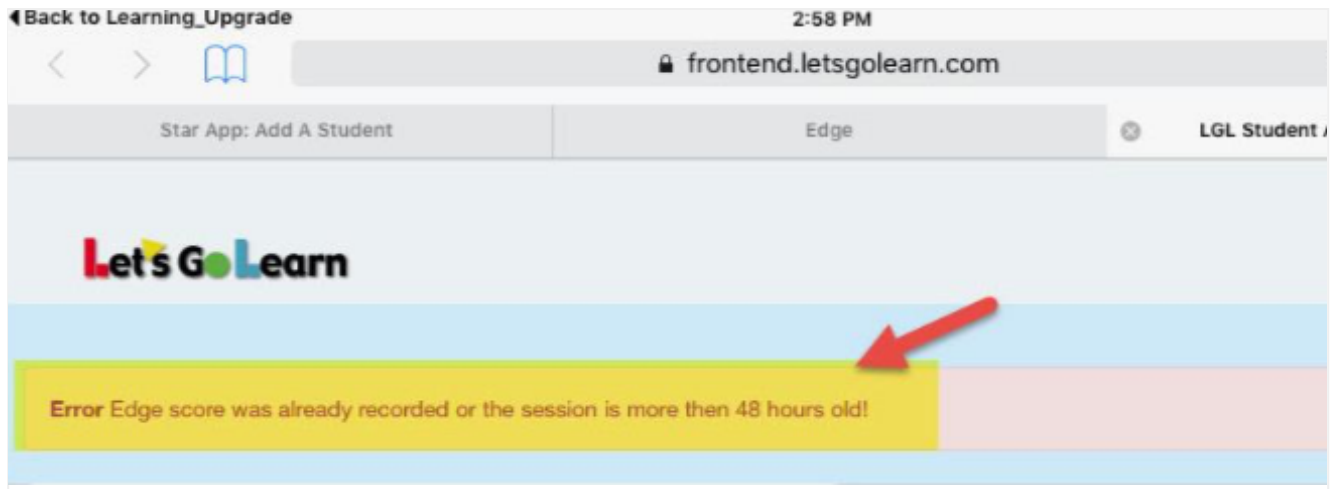 Back to Learning_Upgrade
2:58 PM
frontend.letsgolearn.com
Star App: Add A Student
Edge
LGL Student
Let's Go Learn
Error Edge score was already recorded or the session is more then 48 hours old!